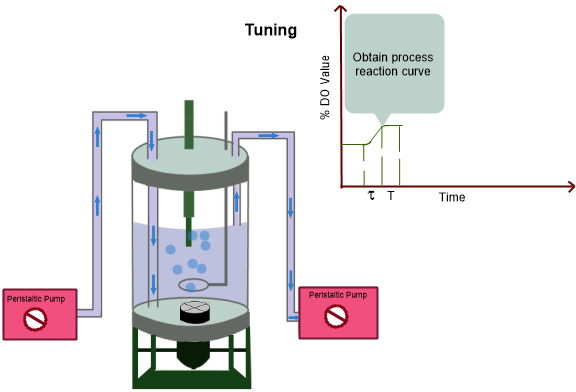 Tuning
% DO Value
Obtain process
reaction curve
τ T
Time
Peristaltic Pump
Peristaltic Pump